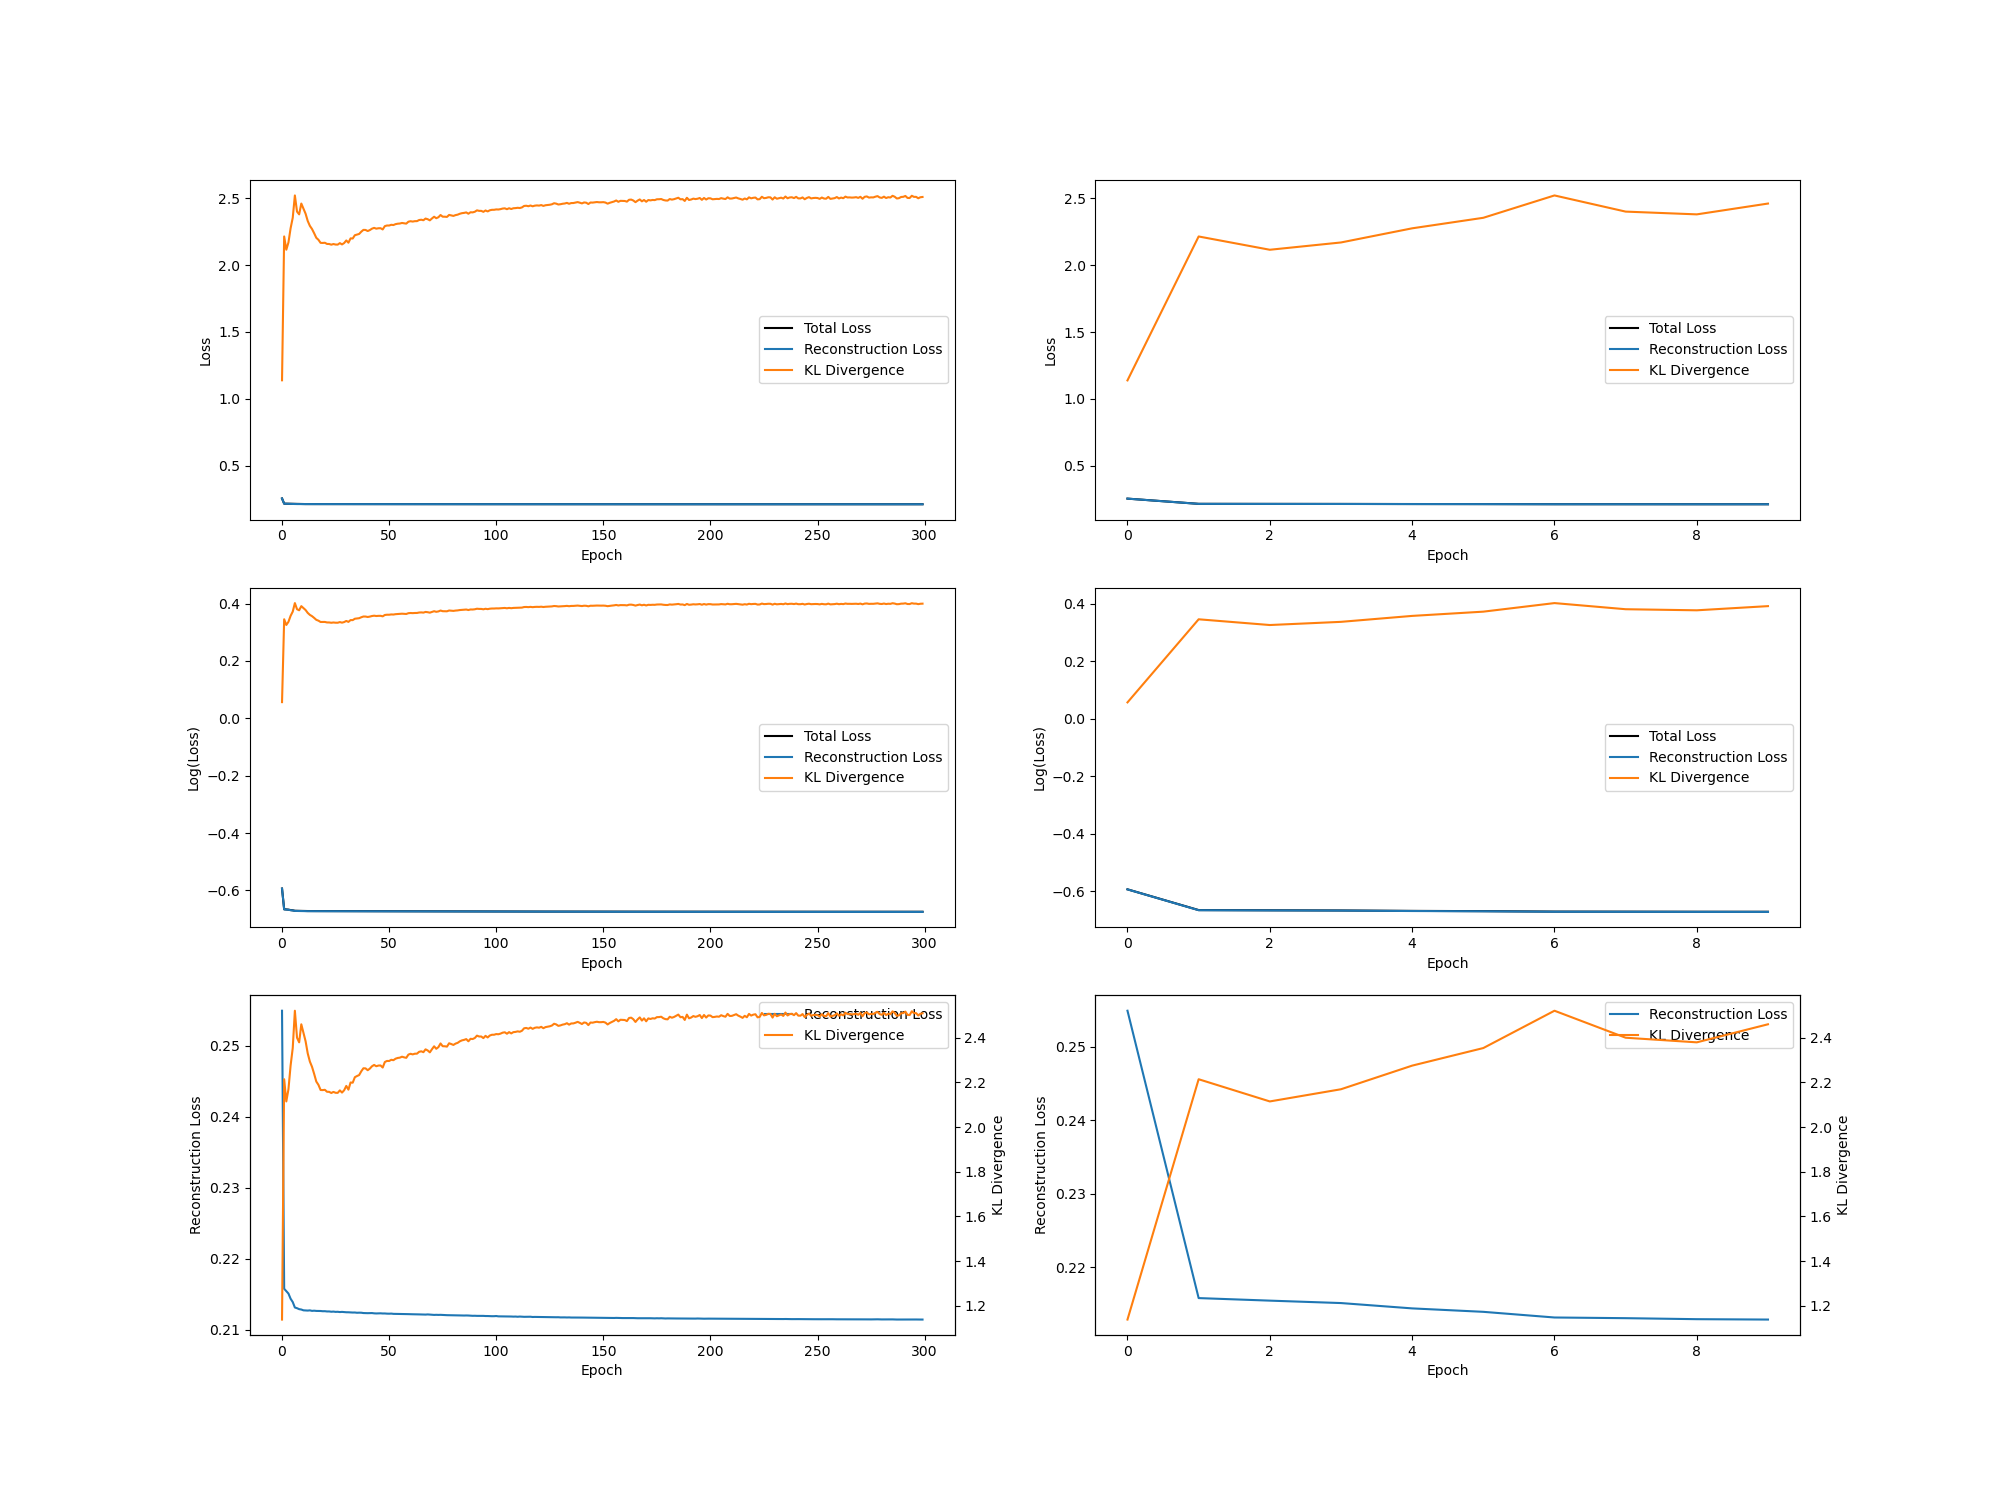 2.5
2.0
1.5
1.0
0.5
Loss
Total Loss
Reconstruction Loss
KL Divergence
0 50 100 150 200 250 300
Epoch
2.5
2.0
1.5
1.0
0.5
Loss
Total Loss
Reconstruction Loss
KL Divergence
0 2 4 6 8
Epoch
0.4
0.2
0.0
−0.2
−0.4
−0.6
Log(Loss)
Total Loss
Reconstruction Loss
KL Divergence
0 50 100 150 200 250 300
Epoch
0.4
0.2
0.0
−0.2
−0.4
−0.6
Log(Loss)
Total Loss
Reconstruction Loss
KL Divergence
0 2 4 6 8
Epoch
0.25
0.24
0.23
0.22
0.21
Reconstruction Loss
Reconstruction Loss
KL Divergence
2.4
2.2
2.0
1.8
1.6
1.4
1.2
KL Divergence
0 50 100 150 200 250 300
Epoch
0.25
0.24
0.23
0.22
Reconstruction Loss
Reconstruction Loss
KL Divergence
2.4
2.2
2.0
1.8
1.6
1.4
1.2
KL Divergence
0 2 4 6 8
Epoch